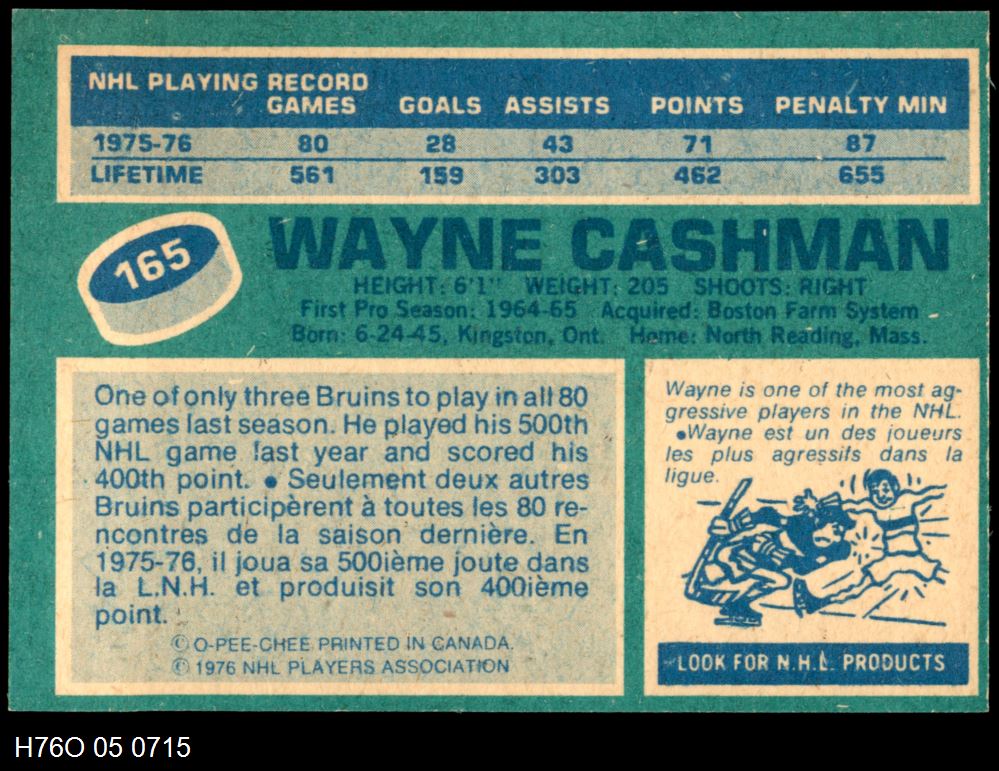 NHL PLAYING RECORD
GAMES GOALS ASSISTS POINTS PENALTY MIN
1975-76 80 28 43 71 87
LIFETIME 561 159 303 462 655
165
WAYNE CASHMAN
HEIGHT: 6'1" WEIGHT: 205 SHOOTS: RIGHT
First Pro Season: 1964-65 Acquired: Boston Farm System
Born: 6-24-45, Kingston, Ont. Home: North Reading, Mass.
One of only three Bruins to play in all 80
games last season. He played his 500th
NHL game last year and scored his
400th point. ● Seulement deux autres
Bruins participèrent à toutes les 80 re-
ncontres de la saison dernière. En
1975-76, il joua sa 500ième joute dans
la L.N.H. et produisit son 400ième
point.
© O-PEE-CHEE PRINTED IN CANADA.
© 1976 NHL PLAYERS ASSOCIATION
Wayne is one of the most ag-
gressive players in the NHL.
●Wayne est un des joueurs
les plus agressifs dans la
ligue.
LOOK FOR N.H.L. PRODUCTS
H76O 05 0715